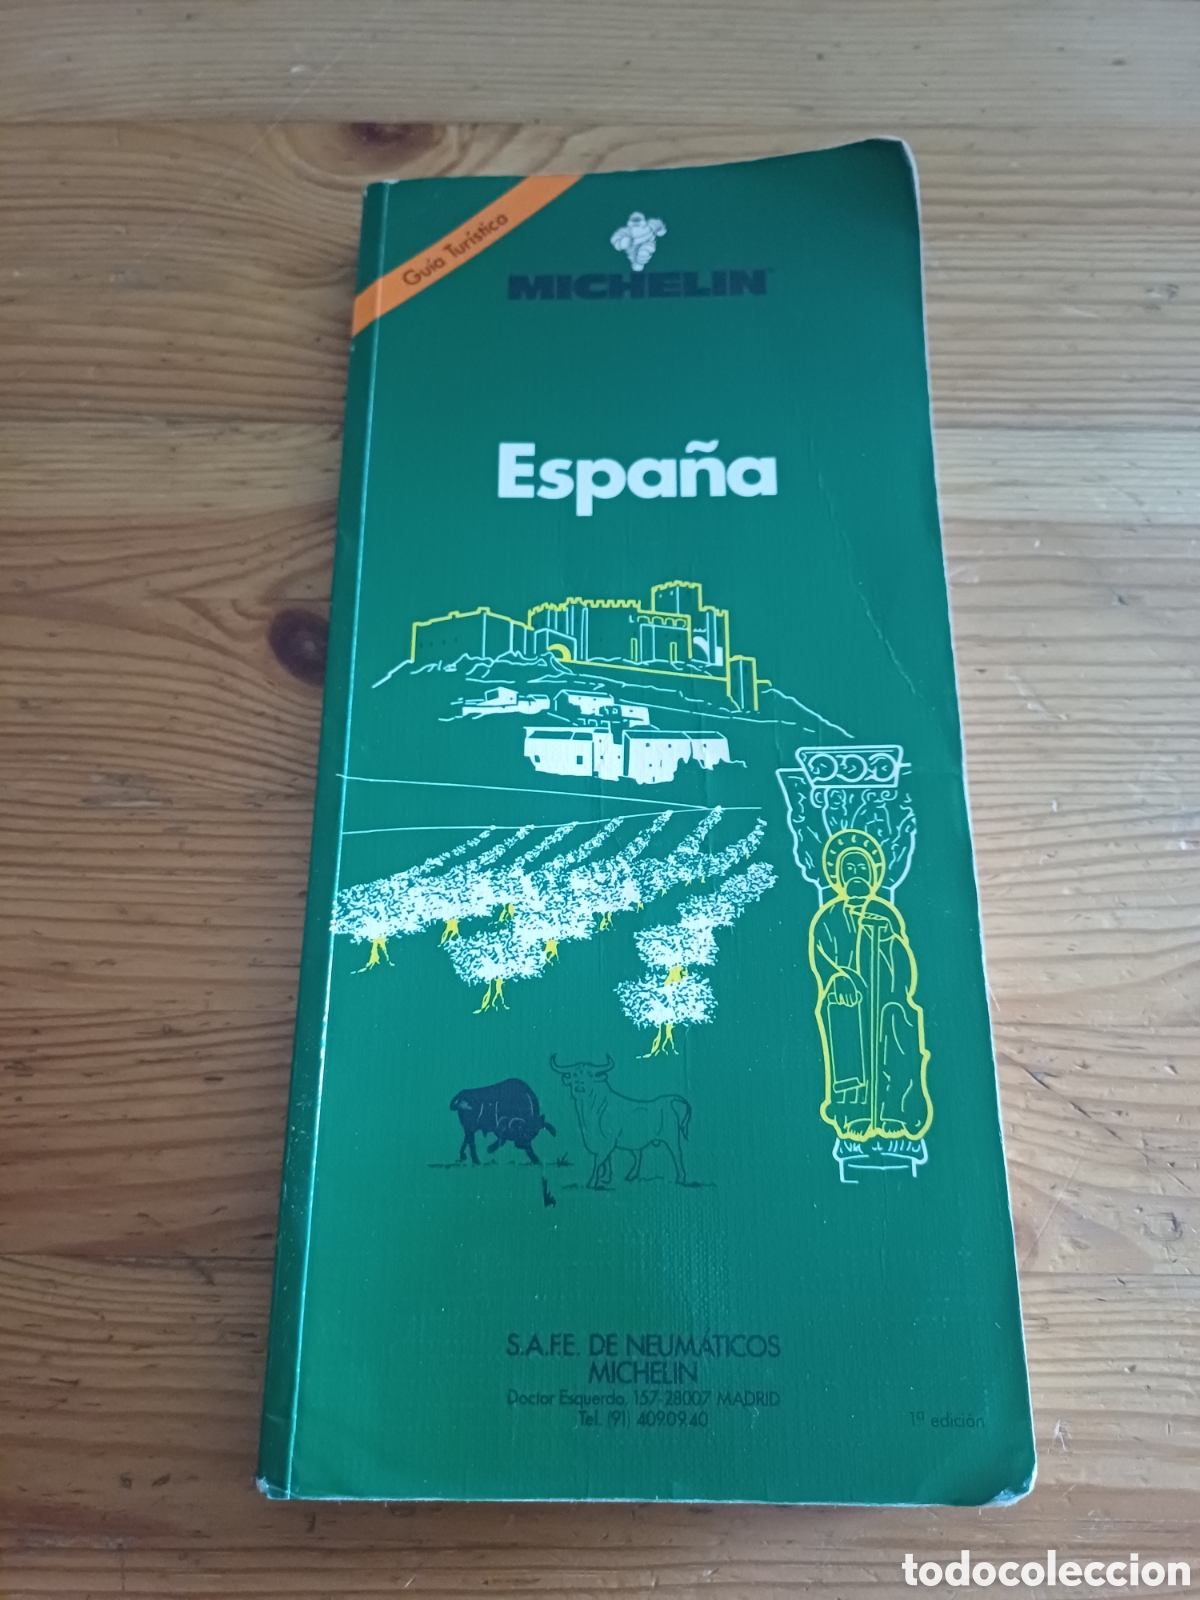 Guía Turística
MICHELIN
España
S.A.F.E. DE NEUMÁTICOS
MICHELIN
Doctor Esquerdo, 157-28007 MADRID
Tel. (91) 409.09.40
1ª edición
todocoleccion